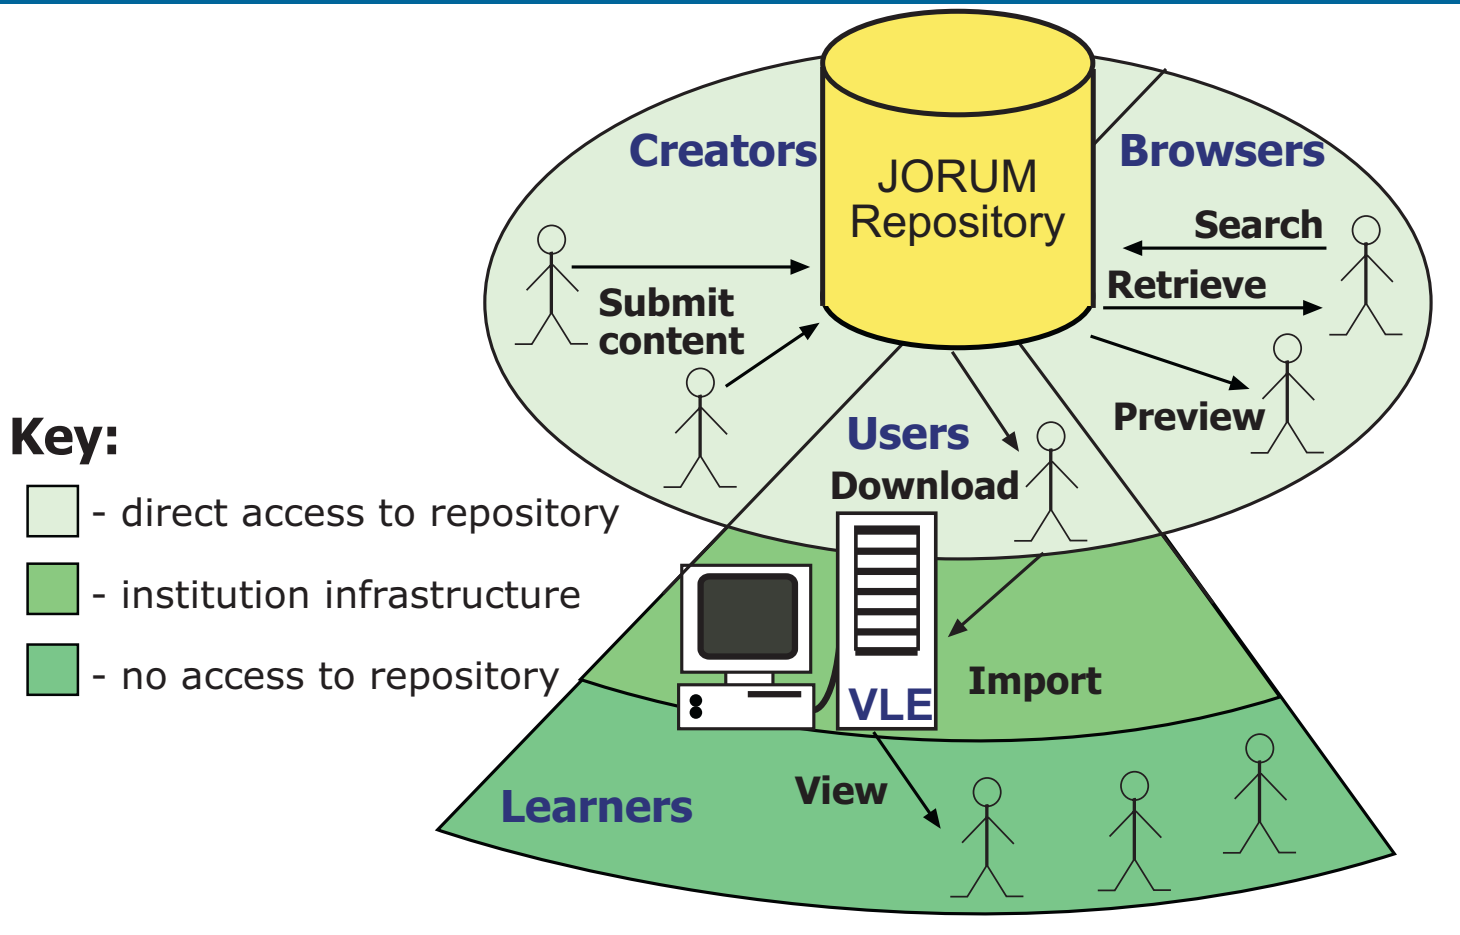 Creators
JORUM
Repository
Browsers
Search
Retrieve
Submit
content
Preview
Users
Download
Key:
- direct access to repository
- institution infrastructure
- no access to repository
VLE
Import
View
Learners